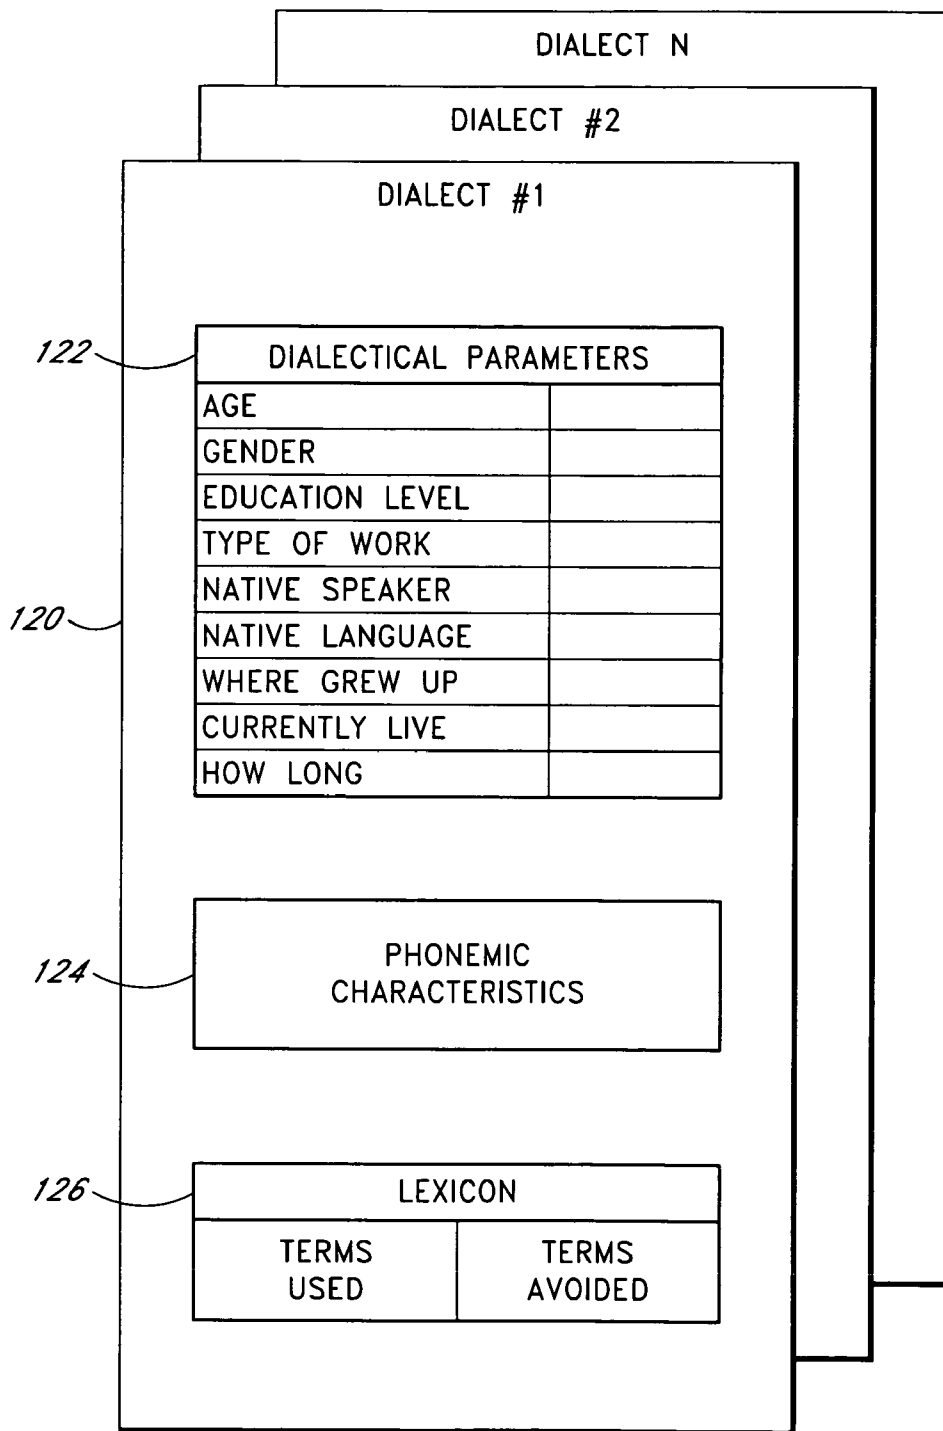 DIALECT N
DIALECT #2
DIALECT #1
122
DIALECTICAL PARAMETERS
AGE
GENDER
EDUCATION LEVEL
TYPE OF WORK
NATIVE SPEAKER
120
NATIVE LANGUAGE
WHERE GREW UP
CURRENTLY LIVE
HOW LONG
124
PHONEMIC
CHARACTERISTICS
126
LEXICON
TERMS
USED
TERMS
AVOIDED